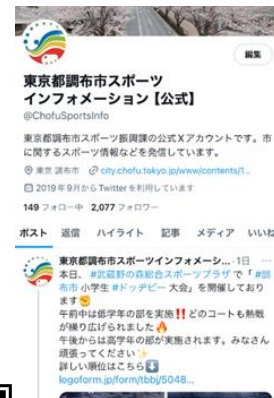 編集
東京都調布市スポーツ
インフォメーション【公式】
@ChofuSportsInfo
東京都調布市スポーツ振興課の公式Xアカウントです。市
に関するスポーツ情報などを発信しています。
東京 調布市 city.chofu.tokyo.jp/www/contents/1...
2019年9月からTwitterを利用しています
149 フォロー中 2,077 フォロワー
ポスト 返信 ハイライト 記事 メディア いいね
東京都調布市スポーツインフォメーシ... ·1日 ···
本日、#武蔵野の森総合スポーツプラザ で「 #調
布市 小学生 #ドッヂビー 大会」を開催しており
ます✊
午前中は低学年の部を実施‼どのコートも熱戦
が繰り広げられました🔥
午後からは高学年の部が実施されます。みなさん
頑張ってください✨
詳しい順位はこちら⬇
logoform.jp/form/tbbj/5048...